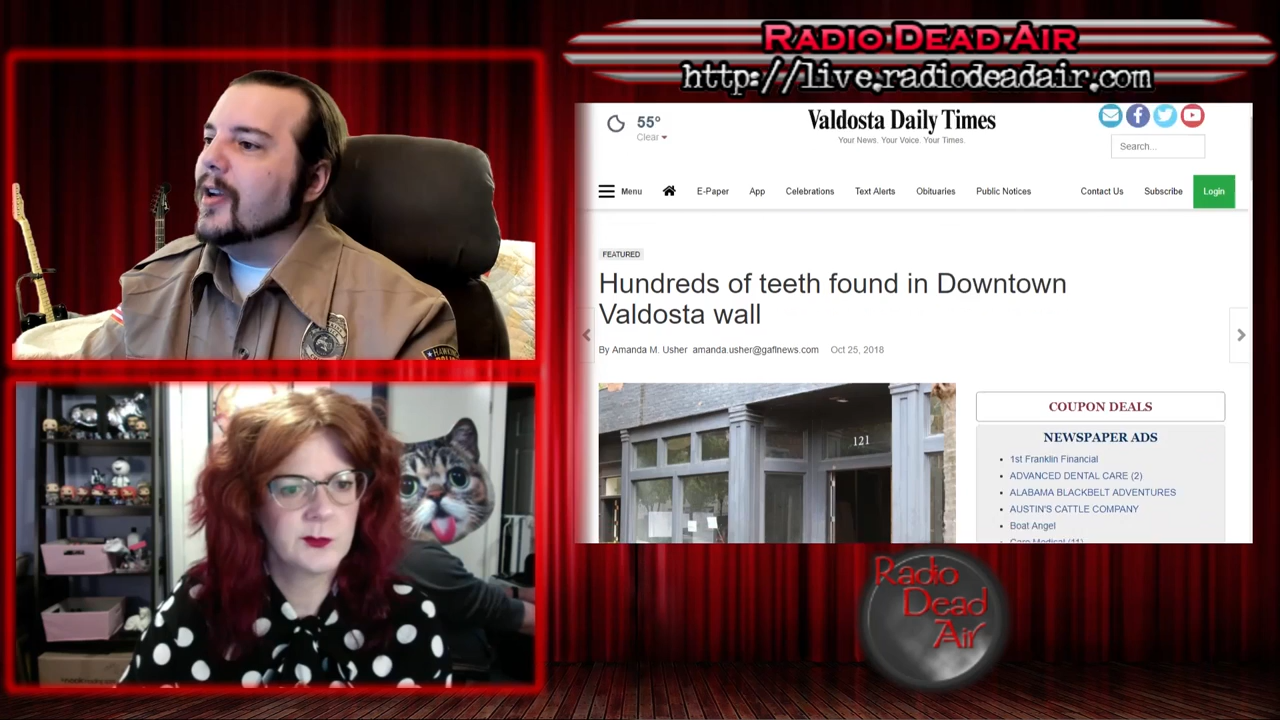 RADIO DEAD AIR
http://live.radiodeadair.com
55°
Clear
Valdosta Daily Times
Your News. Your Voice. Your Times.
Search...
Menu
E-Paper
App
Celebrations
Text Alerts
Obituaries
Public Notices
Contact Us
Subscribe
Login
FEATURED
Hundreds of teeth found in Downtown
Valdosta wall
By Amanda M. Usher amanda.usher@gaflnews.com Oct 25, 2018
121
COUPON DEALS
NEWSPAPER ADS
1st Franklin Financial
ADVANCED DENTAL CARE (2)
ALABAMA BLACKBELT ADVENTURES
AUSTIN'S CATTLE COMPANY
Boat Angel
Care Medical (11)
Radio
Dead
Air